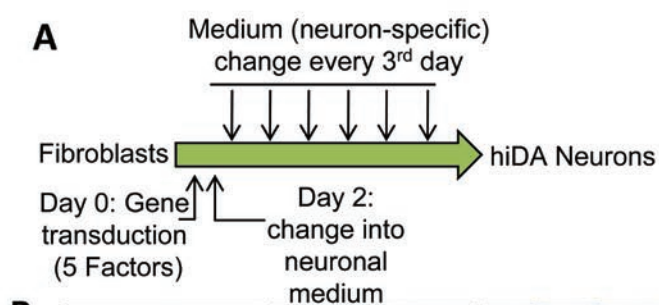 A
Medium (neuron-specific)
change every 3rd day
Fibroblasts
hiDA Neurons
Day 0: Gene
transduction
(5 Factors)
Day 2:
change into
neuronal
medium